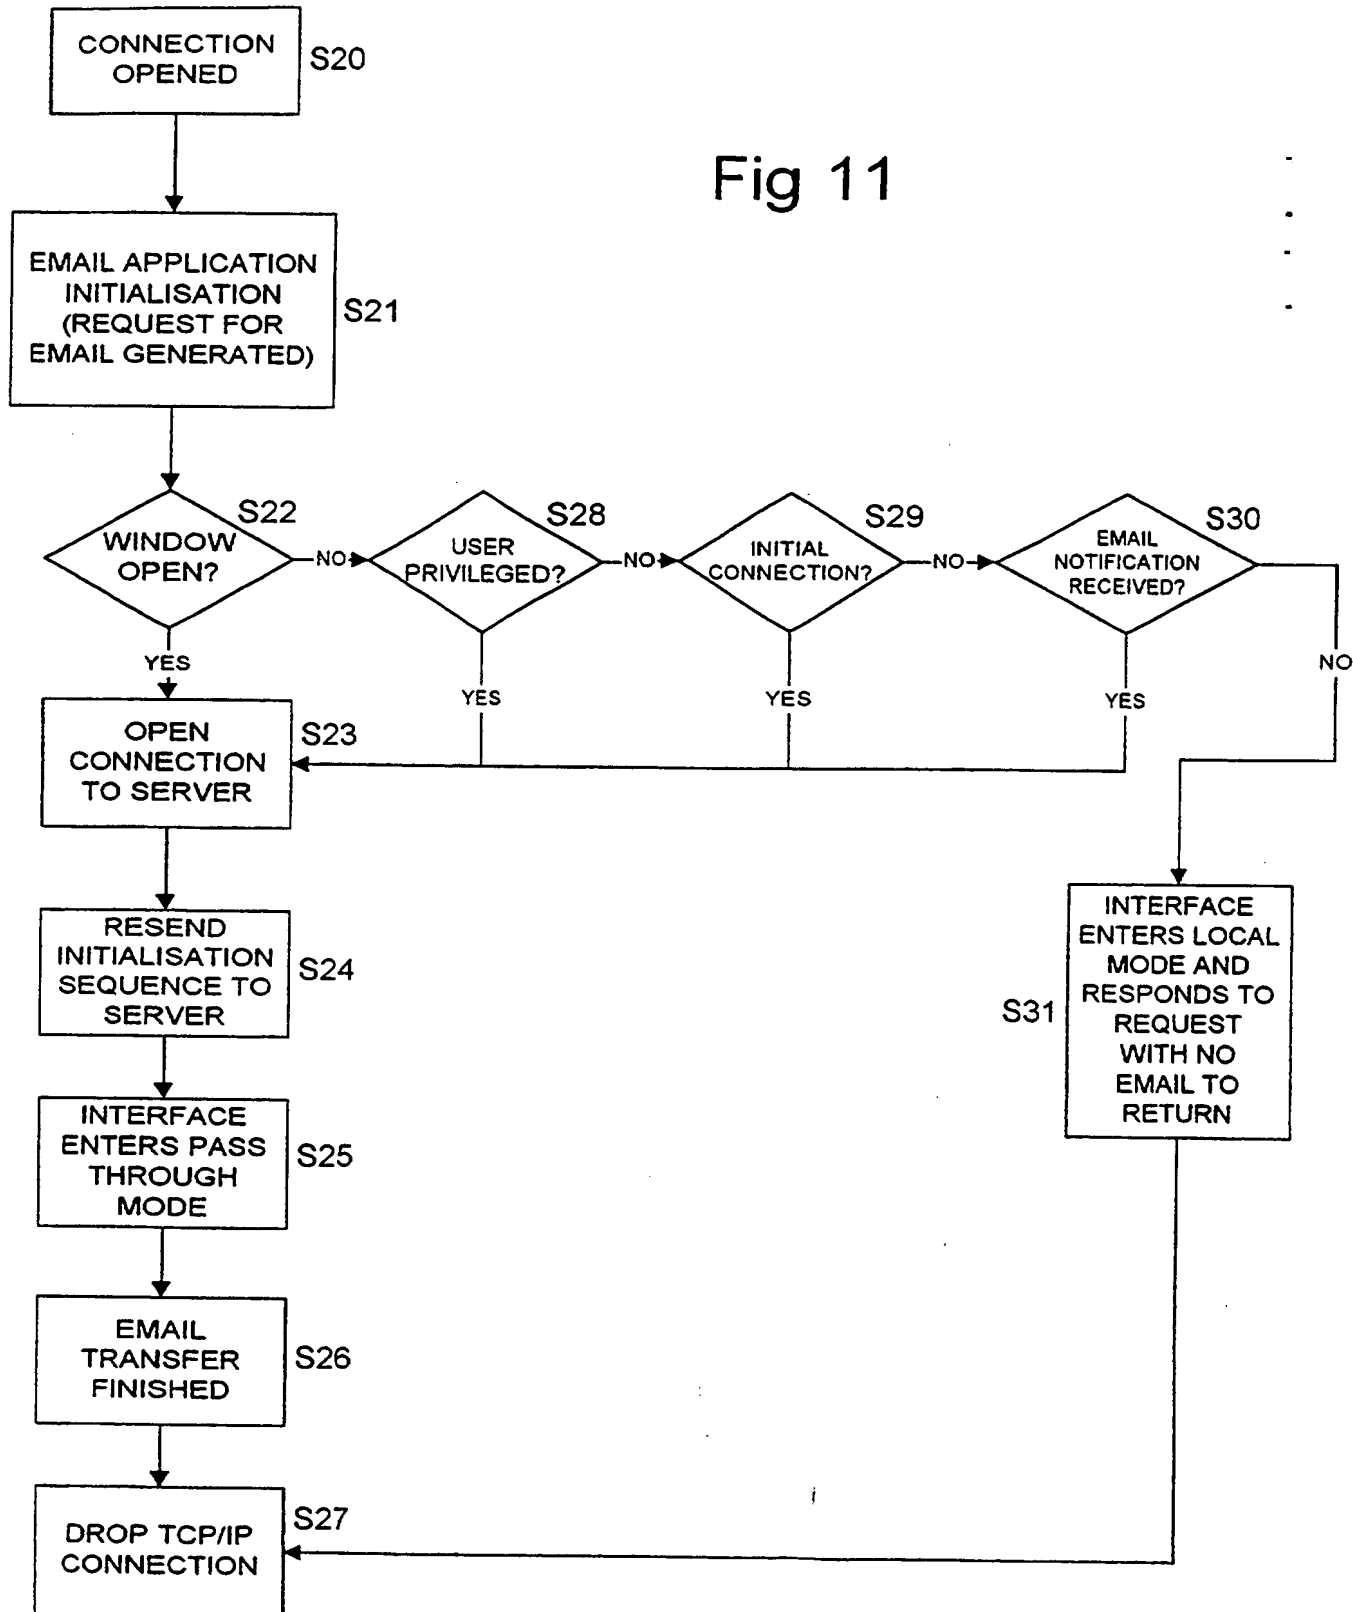 CONNECTION
OPENED
S20
Fig 11
EMAIL APPLICATION
INITIALISATION
(REQUEST FOR
EMAIL GENERATED)
S21
WINDOW
OPEN?
S22
NO
USER
PRIVILEGED?
S28
NO
INITIAL
CONNECTION?
S29
NO
EMAIL
NOTIFICATION
RECEIVED?
S30
NO
YES
YES
YES
YES
OPEN
CONNECTION
TO SERVER
S23
RESEND
INITIALISATION
SEQUENCE TO
SERVER
S24
INTERFACE
ENTERS LOCAL
MODE AND
RESPONDS TO
REQUEST
WITH NO
EMAIL TO
RETURN
S31
INTERFACE
ENTERS PASS
THROUGH
MODE
S25
EMAIL
TRANSFER
FINISHED
S26
DROP TCP/IP
CONNECTION
S27